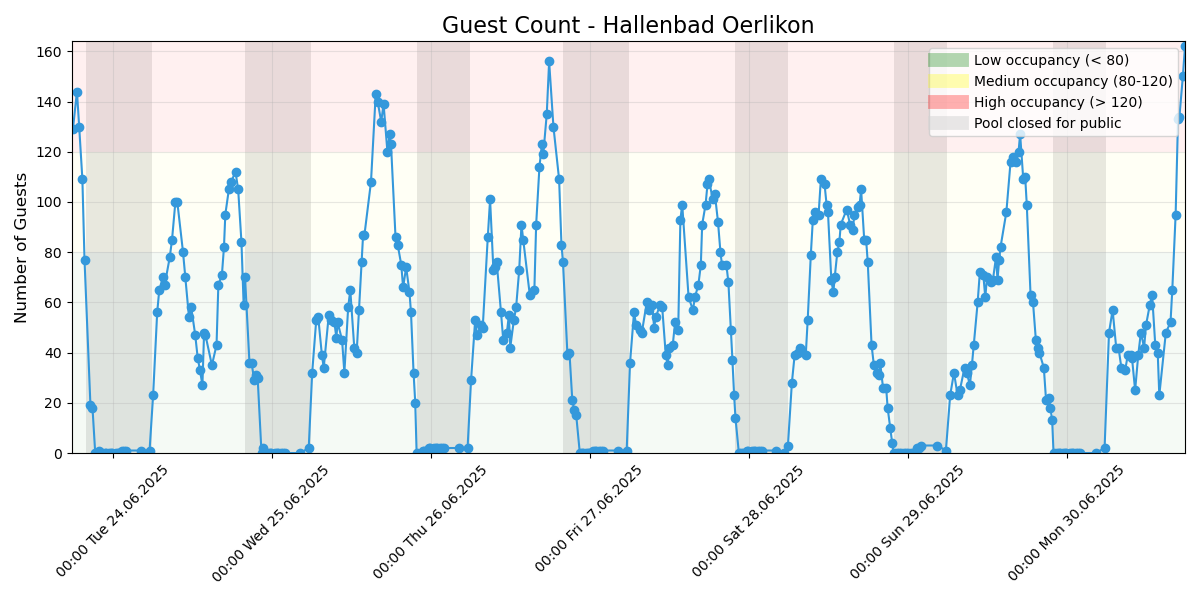 Guest Count - Hallenbad Oerlikon
Number of Guests
160
140
120
100
80
60
40
20
0
Low occupancy (< 80)
Medium occupancy (80-120)
High occupancy (> 120)
Pool closed for public
00:00 Tue 24.06.2025
00:00 Wed 25.06.2025
00:00 Thu 26.06.2025
00:00 Fri 27.06.2025
00:00 Sat 28.06.2025
00:00 Sun 29.06.2025
00:00 Mon 30.06.2025